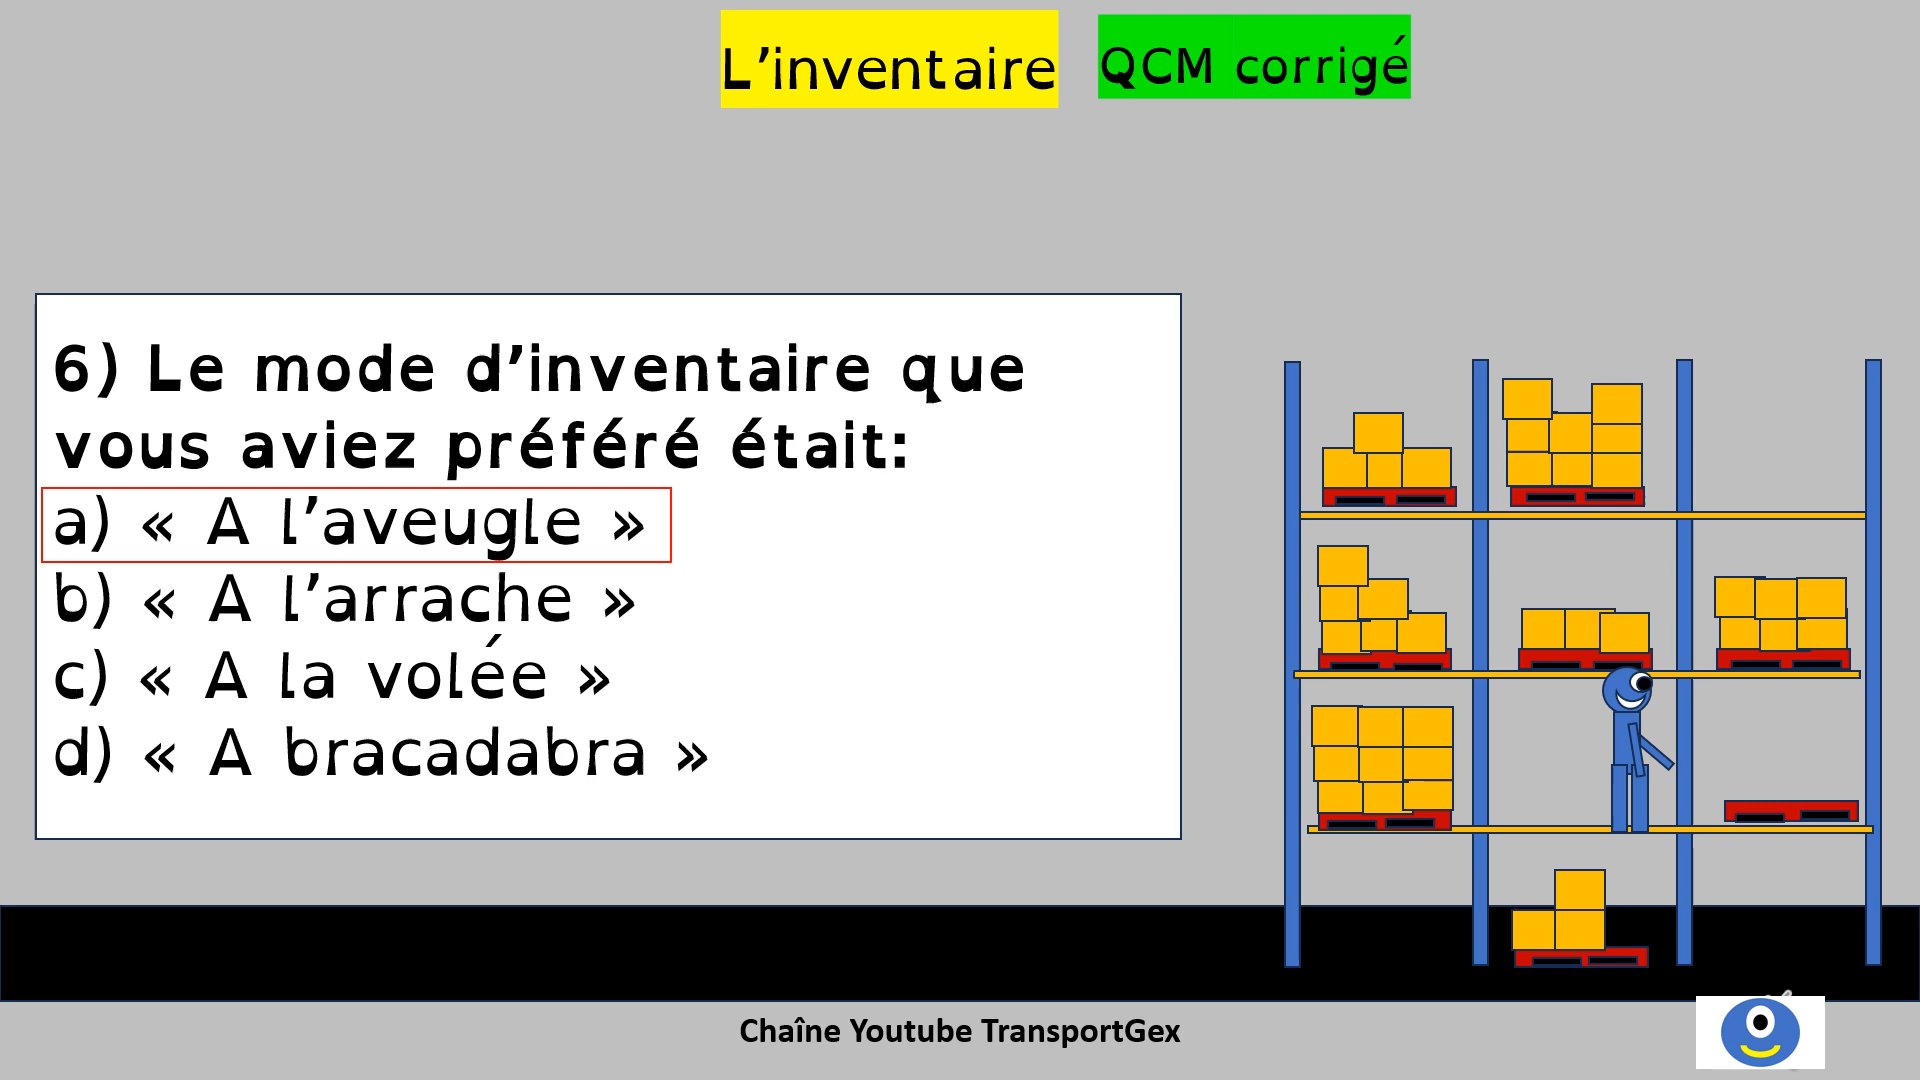 L’inventaire
QCM corrigé
6) Le mode d’inventaire que
vous aviez préféré était:
a) « A l’aveugle »
b) « A l’arrache »
c) « A la volée »
d) « A bracadabra »
Chaîne Youtube TransportGex